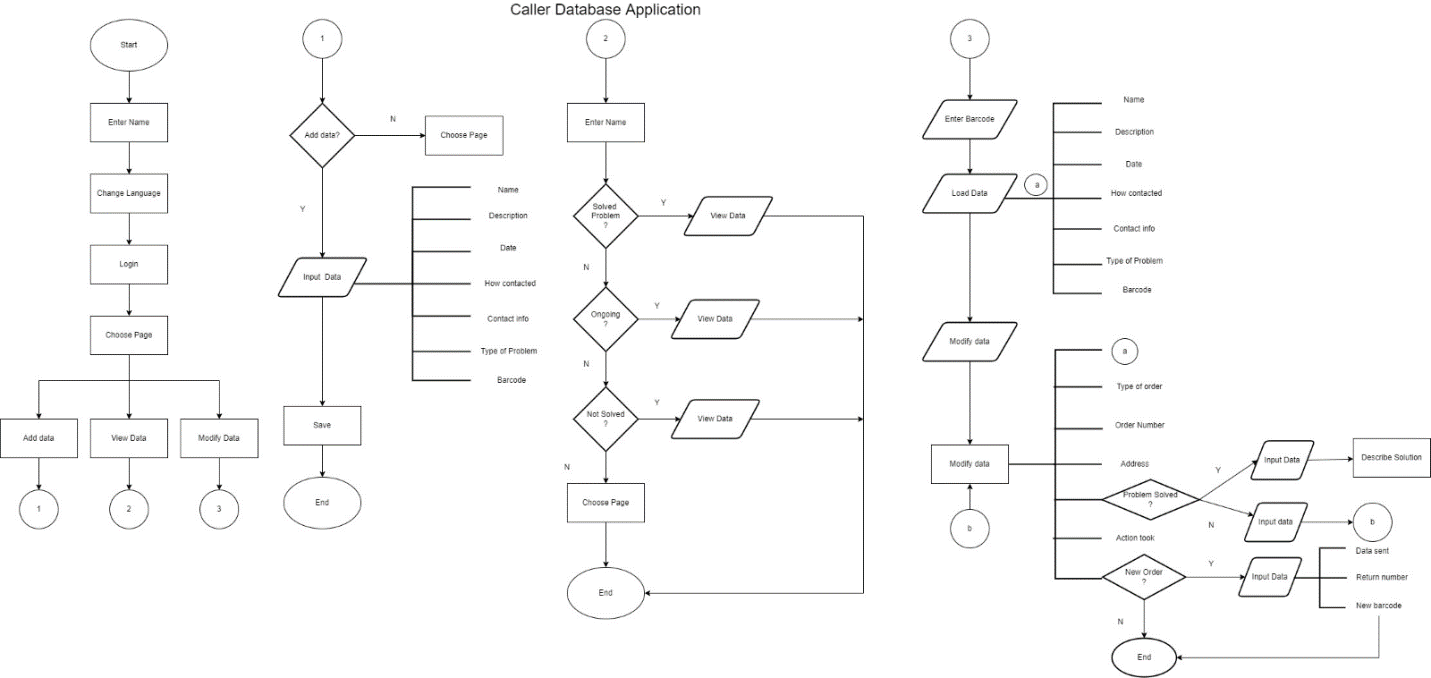 Caller Database Application
Start
Enter Name
Change Language
Login
Choose Page
Add data
View Data
Modify Data
1
2
3
1
Add data?
N
Choose Page
Y
Input Data
Name
Description
Date
How contacted
Contact info
Type of Problem
Barcode
Save
End
2
Enter Name
Solved
Problem
?
Y
View Data
N
Ongoing
?
Y
View Data
N
Not Solved
?
Y
View Data
N
Choose Page
End
3
Enter Barcode
Load Data
a
Name
Description
Date
How contacted
Contact info
Type of Problem
Barcode
Modify data
Modify data
b
a
Type of order
Order Number
Address
Problem Solved
?
Y
Input Data
Describe Solution
N
Input data
b
Action took
New Order
?
Y
Input Data
Data sent
Return number
New barcode
N
End